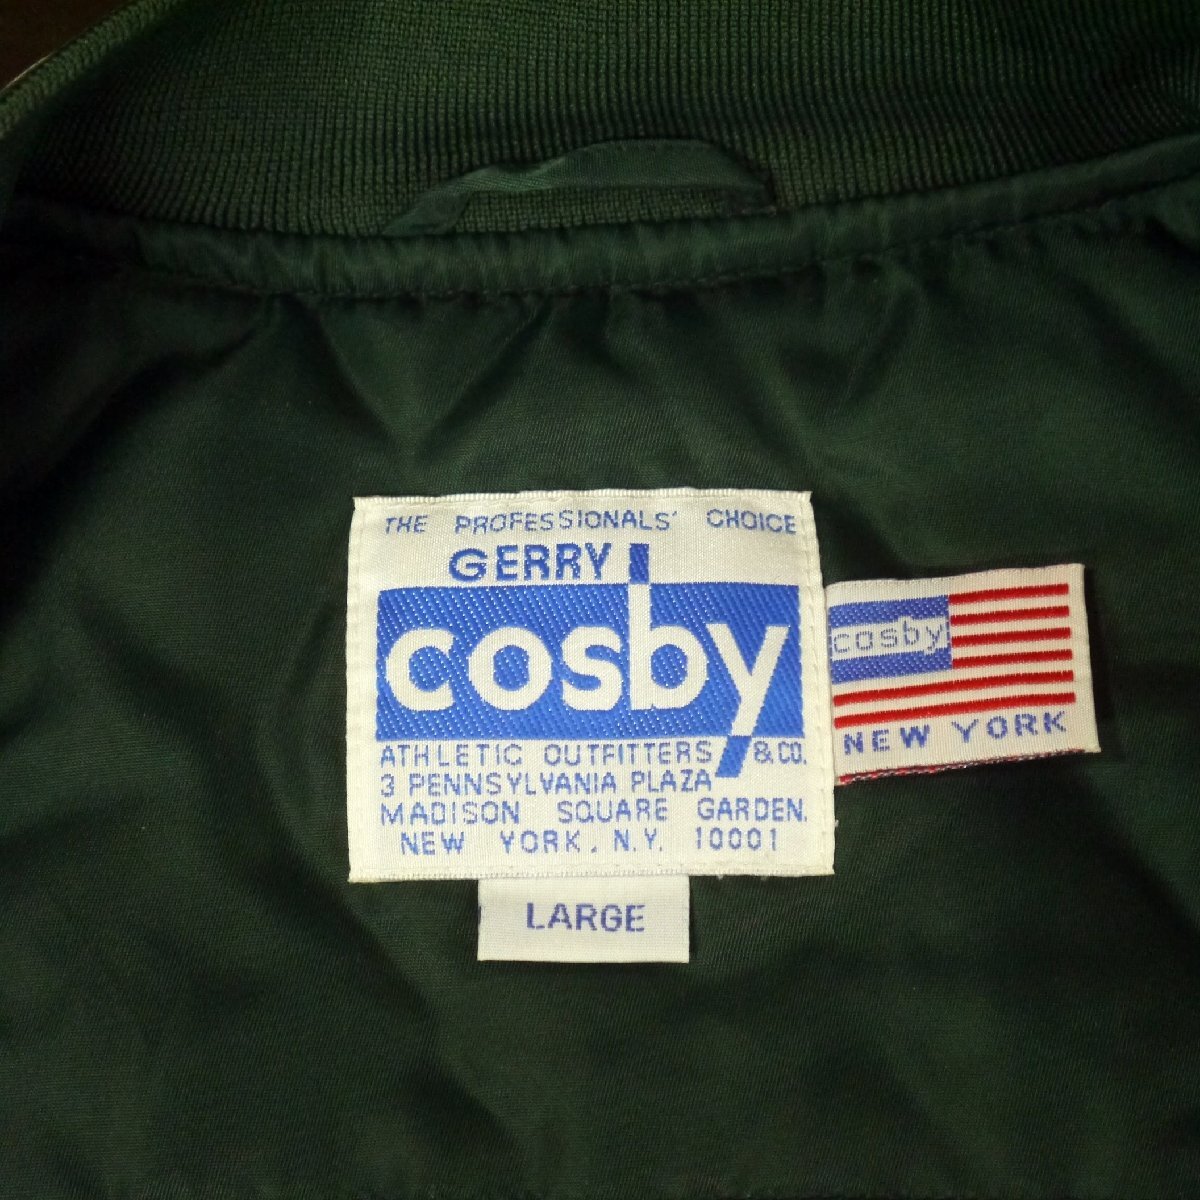 THE PROFESSIONALS' CHOICE
GERRY
cosby
ATHLETIC OUTFITTERS & CO.
3 PENNSYLVANIA PLAZA
MADISON SQUARE GARDEN.
NEW YORK. N.Y. 10001
LARGE
cosby
NEW YORK